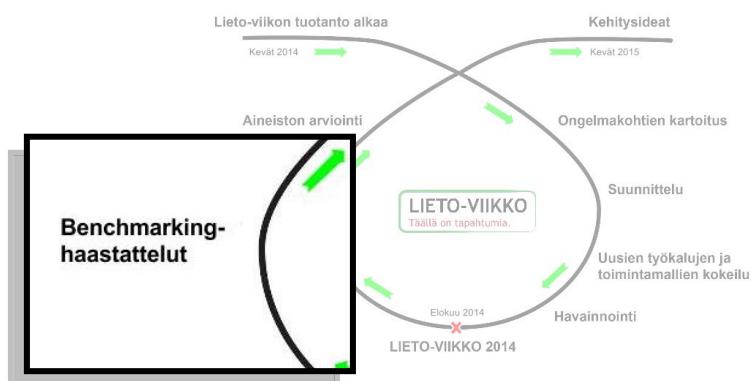 Lieto-viikon tuotanto alkaa
Kehitysideat
Kevät 2014
Kevät 2015
Aineiston arviointi
Ongelmakohtien kartoitus
Benchmarking-
haastattelut
LIETO-VIIKKO
Täällä on tapahtumia.
Suunnittelu
Uusien työkalujen ja
toimintamallien kokeilu
Elokuu 2014
Havainnointi
LIETO-VIIKKO 2014